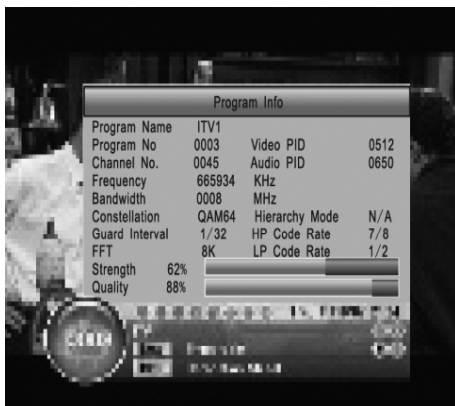 Program Info
Program Name ITV1
Program No 0003 Video PID 0512
Channel No. 0045 Audio PID 0650
Frequency 665934 KHz
Bandwidth 0008 MHz
Constellation QAM64 Hierarchy Mode N/A
Guard Interval 1/32 HP Code Rate 7/8
FFT 8K LP Code Rate 1/2
Strength 62%
Quality 88%